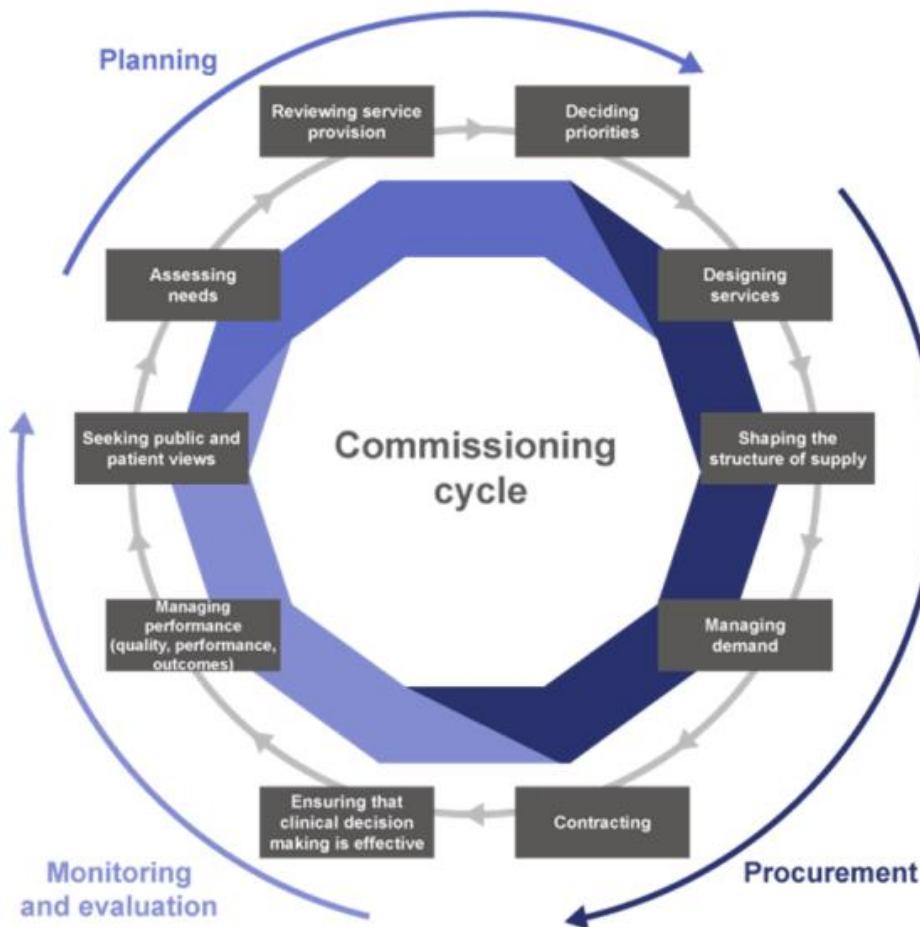 Planning
Reviewing service
provision
Deciding
priorities
Assessing
needs
Designing
services
Seeking public and
patient views
Commissioning
cycle
Shaping the
structure of supply
Managing
performance
(quality, performance,
outcomes)
Managing
demand
Ensuring that
clinical decision
making is effective
Contracting
Monitoring
and evaluation
Procurement